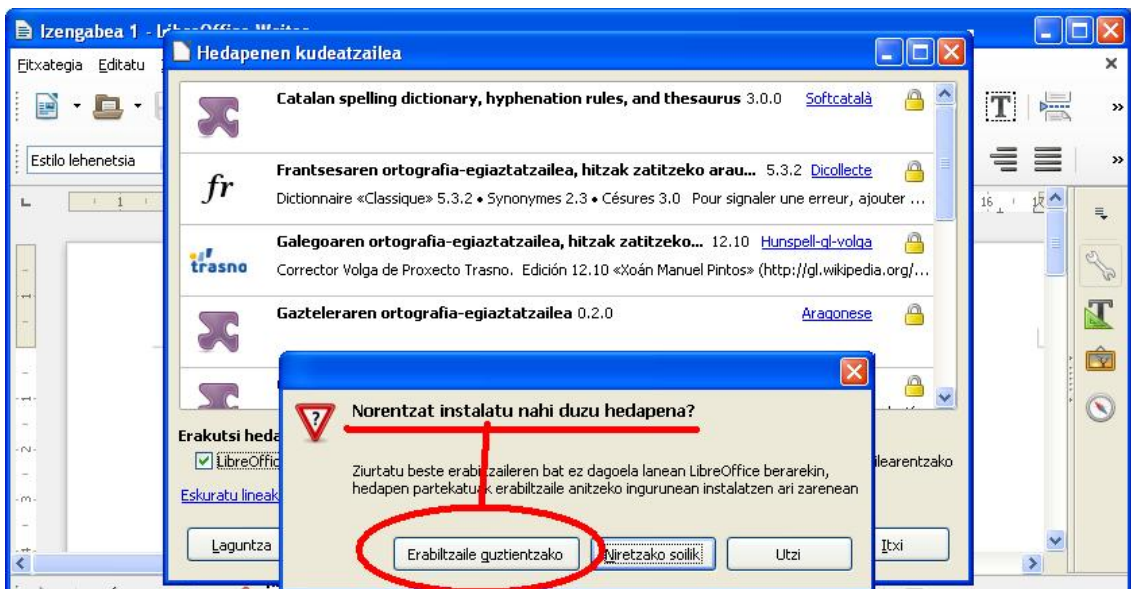 Izengabea 1 - LibreOffice Writer
Hedapenen kudeatzailea
Fitxategia Editatu
Catalan spelling dictionary, hyphenation rules, and thesaurus 3.0.0 Softcatalà
T
Estilo lehenetsia
fr
Frantsesaren ortografia-egiaztatzailea, hitzak zatitzeko arau... 5.3.2 Dicollecte
Dictionnaire «Classique» 5.3.2 • Synonymes 2.3 • Césures 3.0 Pour signaler une erreur, ajouter ...
1
16
trasno
Galegoaren ortografia-egiaztatzailea, hitzak zatitzeko... 12.10 Hunspell-gl-volga
Corrector Volga de Proxecto Trasno. Edición 12.10 «Xoán Manuel Pintos» (http://gl.wikipedia.org/...
Gazteleraren ortografia-egiaztatzailea 0.2.0 Aragonese
Norentzat instalatu nahi duzu hedapena?
Erakutsi heda
LibreOffic
ilearentzako
Ziurtatu beste erabiltzaileren bat ez dagoela lanean LibreOffice berarekin,
hedapen partekatuak erabiltzaile anitzeko ingurunean instalatzen ari zarenean
Eskuratu lineak
Laguntza
Erabiltzaile guztientzako
Niretzako soilik
Utzi
Itxi